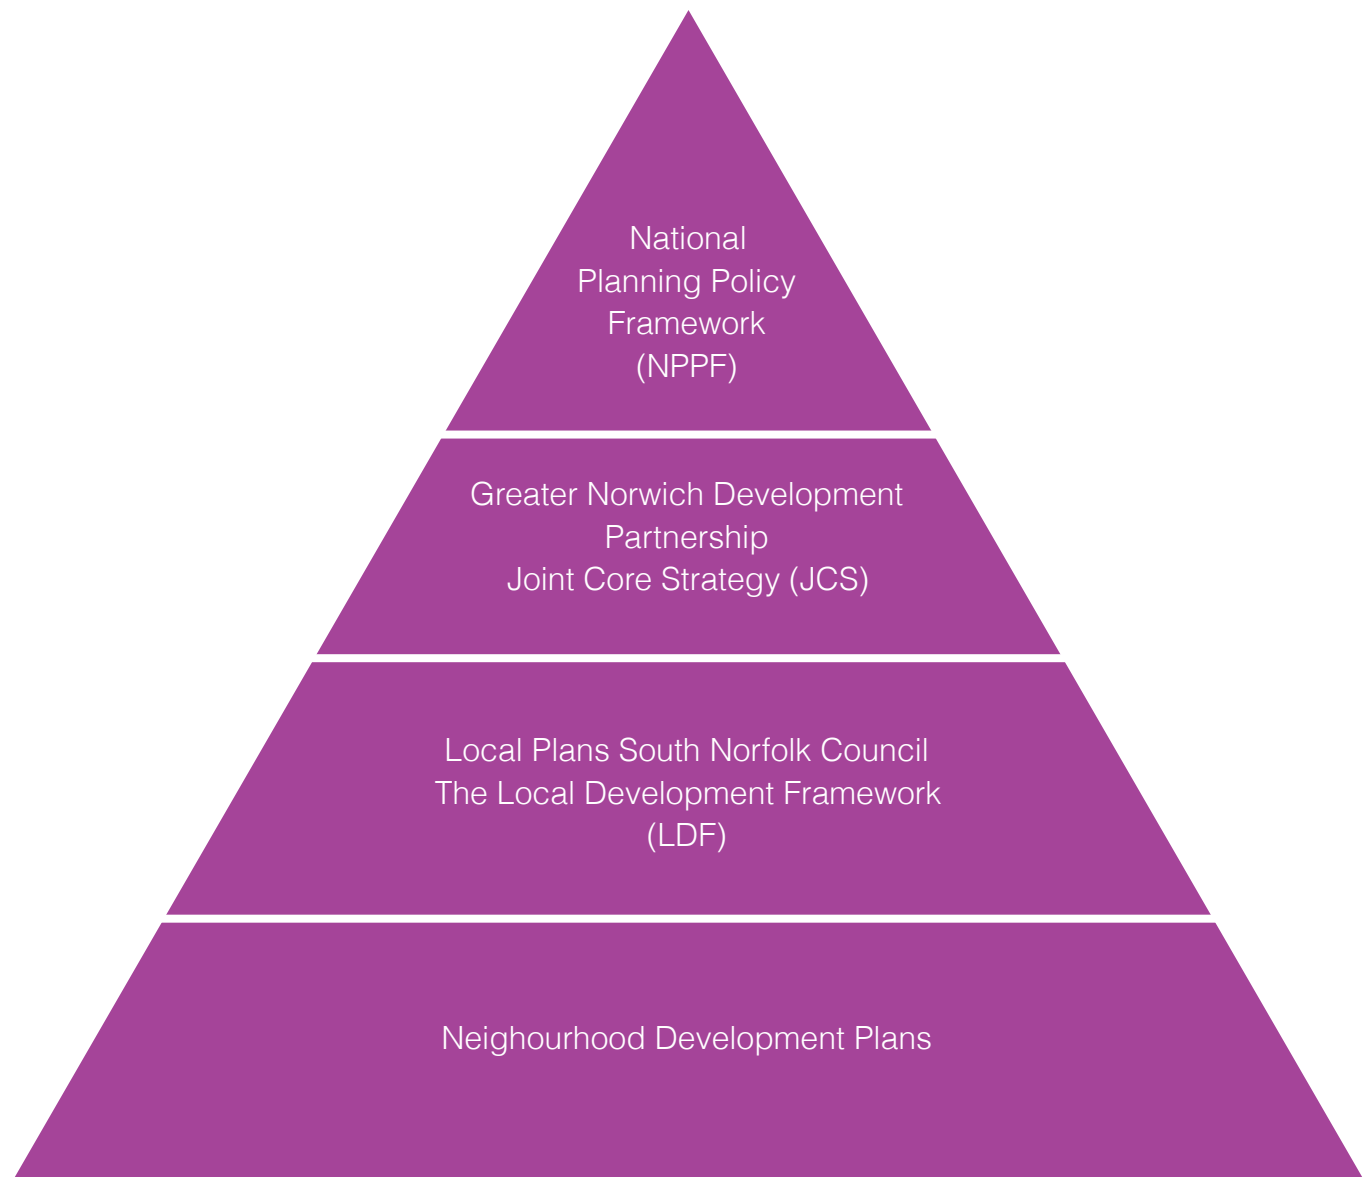 National
Planning Policy
Framework
(NPPF)
Greater Norwich Development
Partnership
Joint Core Strategy (JCS)
Local Plans South Norfolk Council
The Local Development Framework
(LDF)
Neighourhood Development Plans